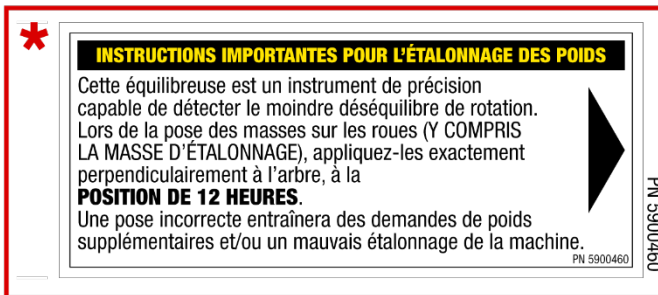 *
INSTRUCTIONS IMPORTANTES POUR L'ÉTALONNAGE DES POIDS
Cette équilibreuse est un instrument de précision
capable de détecter le moindre déséquilibre de rotation.
Lors de la pose des masses sur les roues (Y COMPRIS
LA MASSE D'ÉTALONNAGE), appliquez-les exactement
perpendiculairement à l'arbre, à la
POSITION DE 12 HEURES.
Une pose incorrecte entraînera des demandes de poids
supplémentaires et/ou un mauvais étalonnage de la machine.
PN 5900460
PN 5900460